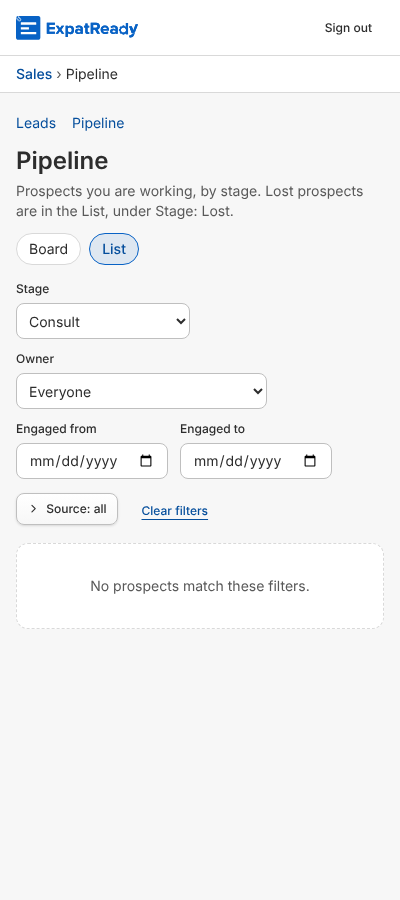 ExpatReady
Sign out
Sales › Pipeline
Leads Pipeline
Pipeline
Prospects you are working, by stage. Lost prospects
are in the List, under Stage: Lost.
Board List
Stage
Consult
Owner
Everyone
Engaged from Engaged to
mm/dd/yyyy mm/dd/yyyy
Source: all Clear filters
No prospects match these filters.